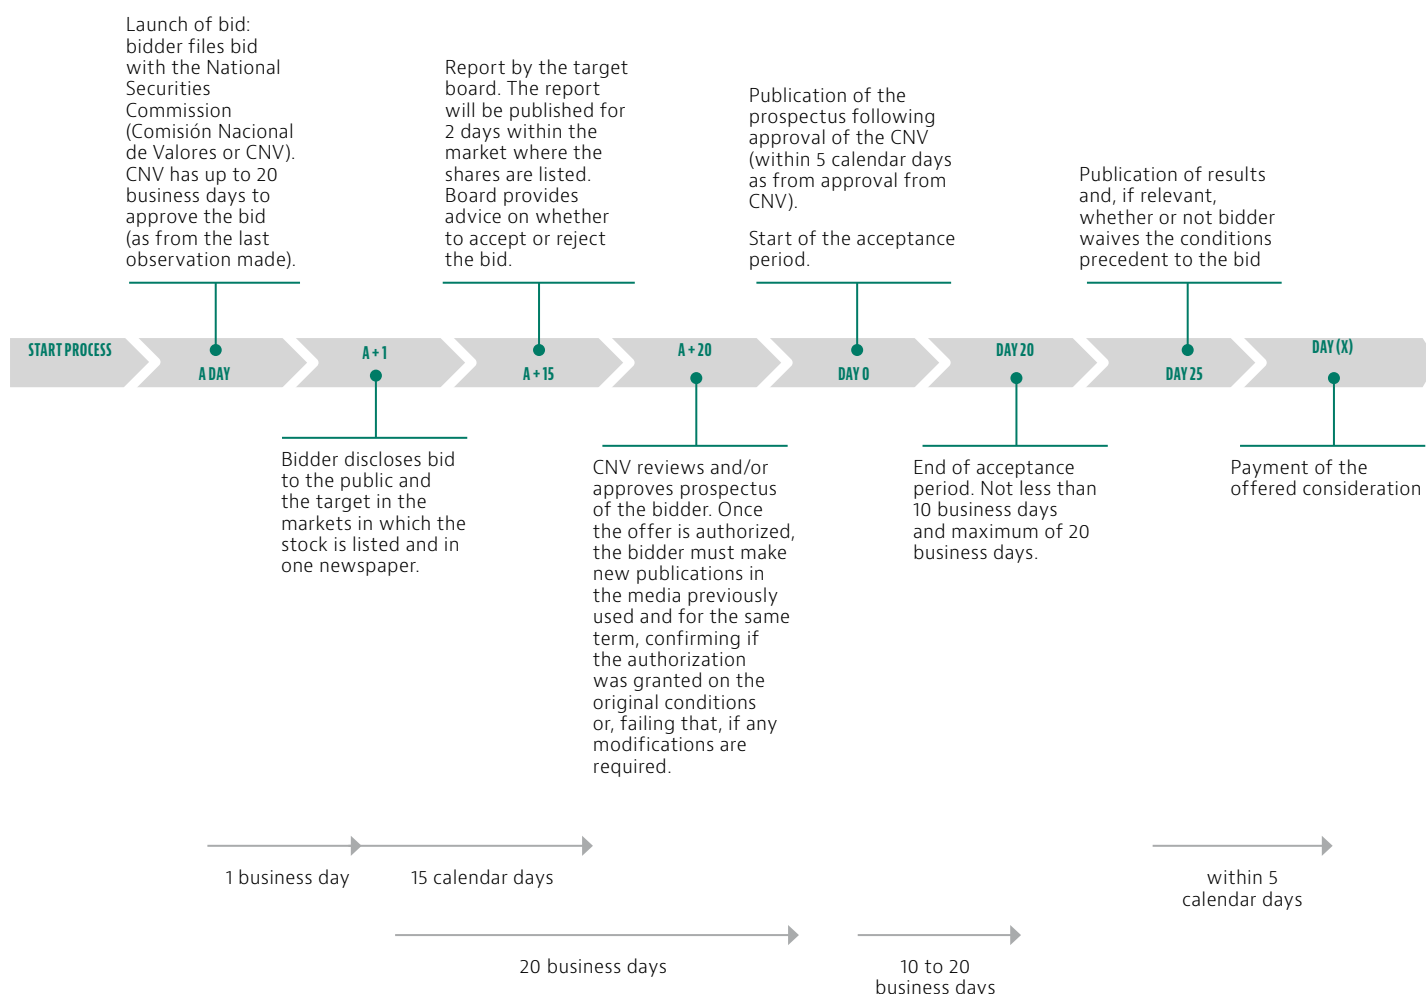 Launch of bid:
bidder files bid
with the National
Securities
Commission
(Comisión Nacional
de Valores or CNV).
CNV has up to 20
business days to
approve the bid
(as from the last
observation made).
Report by the target
board. The report
will be published for
2 days within the
market where the
shares are listed.
Board provides
advice on whether
to accept or reject
the bid.
Publication of the
prospectus following
approval of the CNV
(within 5 calendar days
as from approval from
CNV).
Start of the acceptance
period.
Publication of results
and, if relevant,
whether or not bidder
waives the conditions
precedent to the bid
START PROCESS
A DAY
A + 1
A + 15
A + 20
DAY 0
DAY 20
DAY 25
DAY (X)
Bidder discloses bid
to the public and
the target in the
markets in which the
stock is listed and in
one newspaper.
CNV reviews and/or
approves prospectus
of the bidder. Once
the offer is authorized,
the bidder must make
new publications in
the media previously
used and for the same
term, confirming if
the authorization
was granted on the
original conditions
or, failing that, if any
modifications are
required.
End of acceptance
period. Not less than
10 business days
and maximum of 20
business days.
Payment of the
offered consideration
1 business day
15 calendar days
within 5
calendar days
20 business days
10 to 20
business days